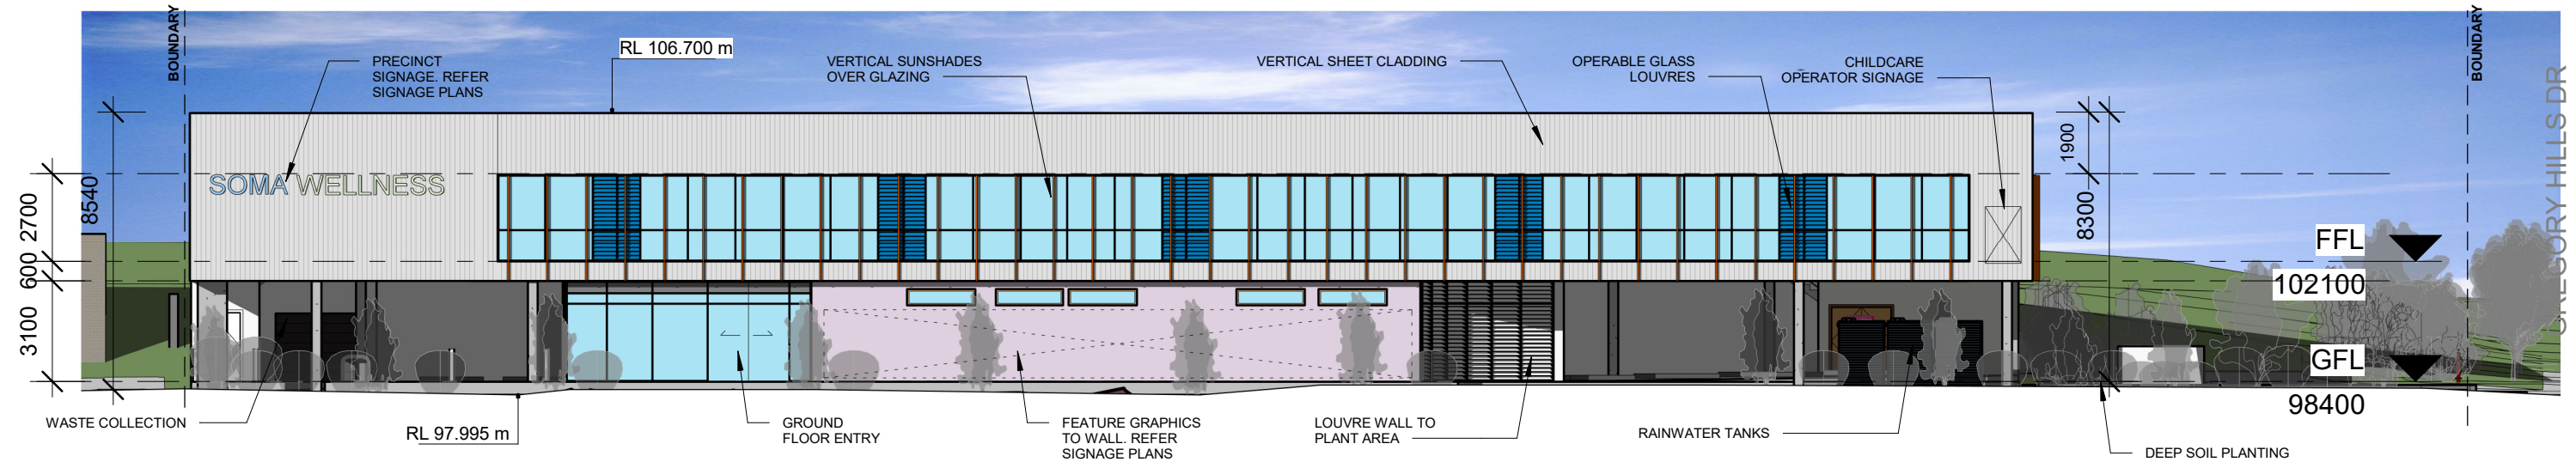 BOUNDARY
PRECINCT
SIGNAGE. REFER
SIGNAGE PLANS
RL 106.700 m
VERTICAL SUNSHADES
OVER GLAZING
VERTICAL SHEET CLADDING
OPERABLE GLASS
LOUVRES
CHILDCARE
OPERATOR SIGNAGE
BOUNDARY
GREGORY HILLS DR
SOMA WELLNESS
8540
2700
600
3100
1900
8300
FFL
102100
GFL
98400
WASTE COLLECTION
RL 97.995 m
GROUND
FLOOR ENTRY
FEATURE GRAPHICS
TO WALL. REFER
SIGNAGE PLANS
LOUVRE WALL TO
PLANT AREA
RAINWATER TANKS
DEEP SOIL PLANTING